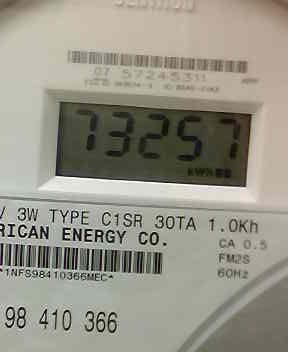 07 57245311
73257
KWH
V 3W TYPE C1SR 30TA 1.0Kh
RICAN ENERGY CO.
CA 0.5
FM2S
60Hz
*1NFS98410366MEC*
98 410 366